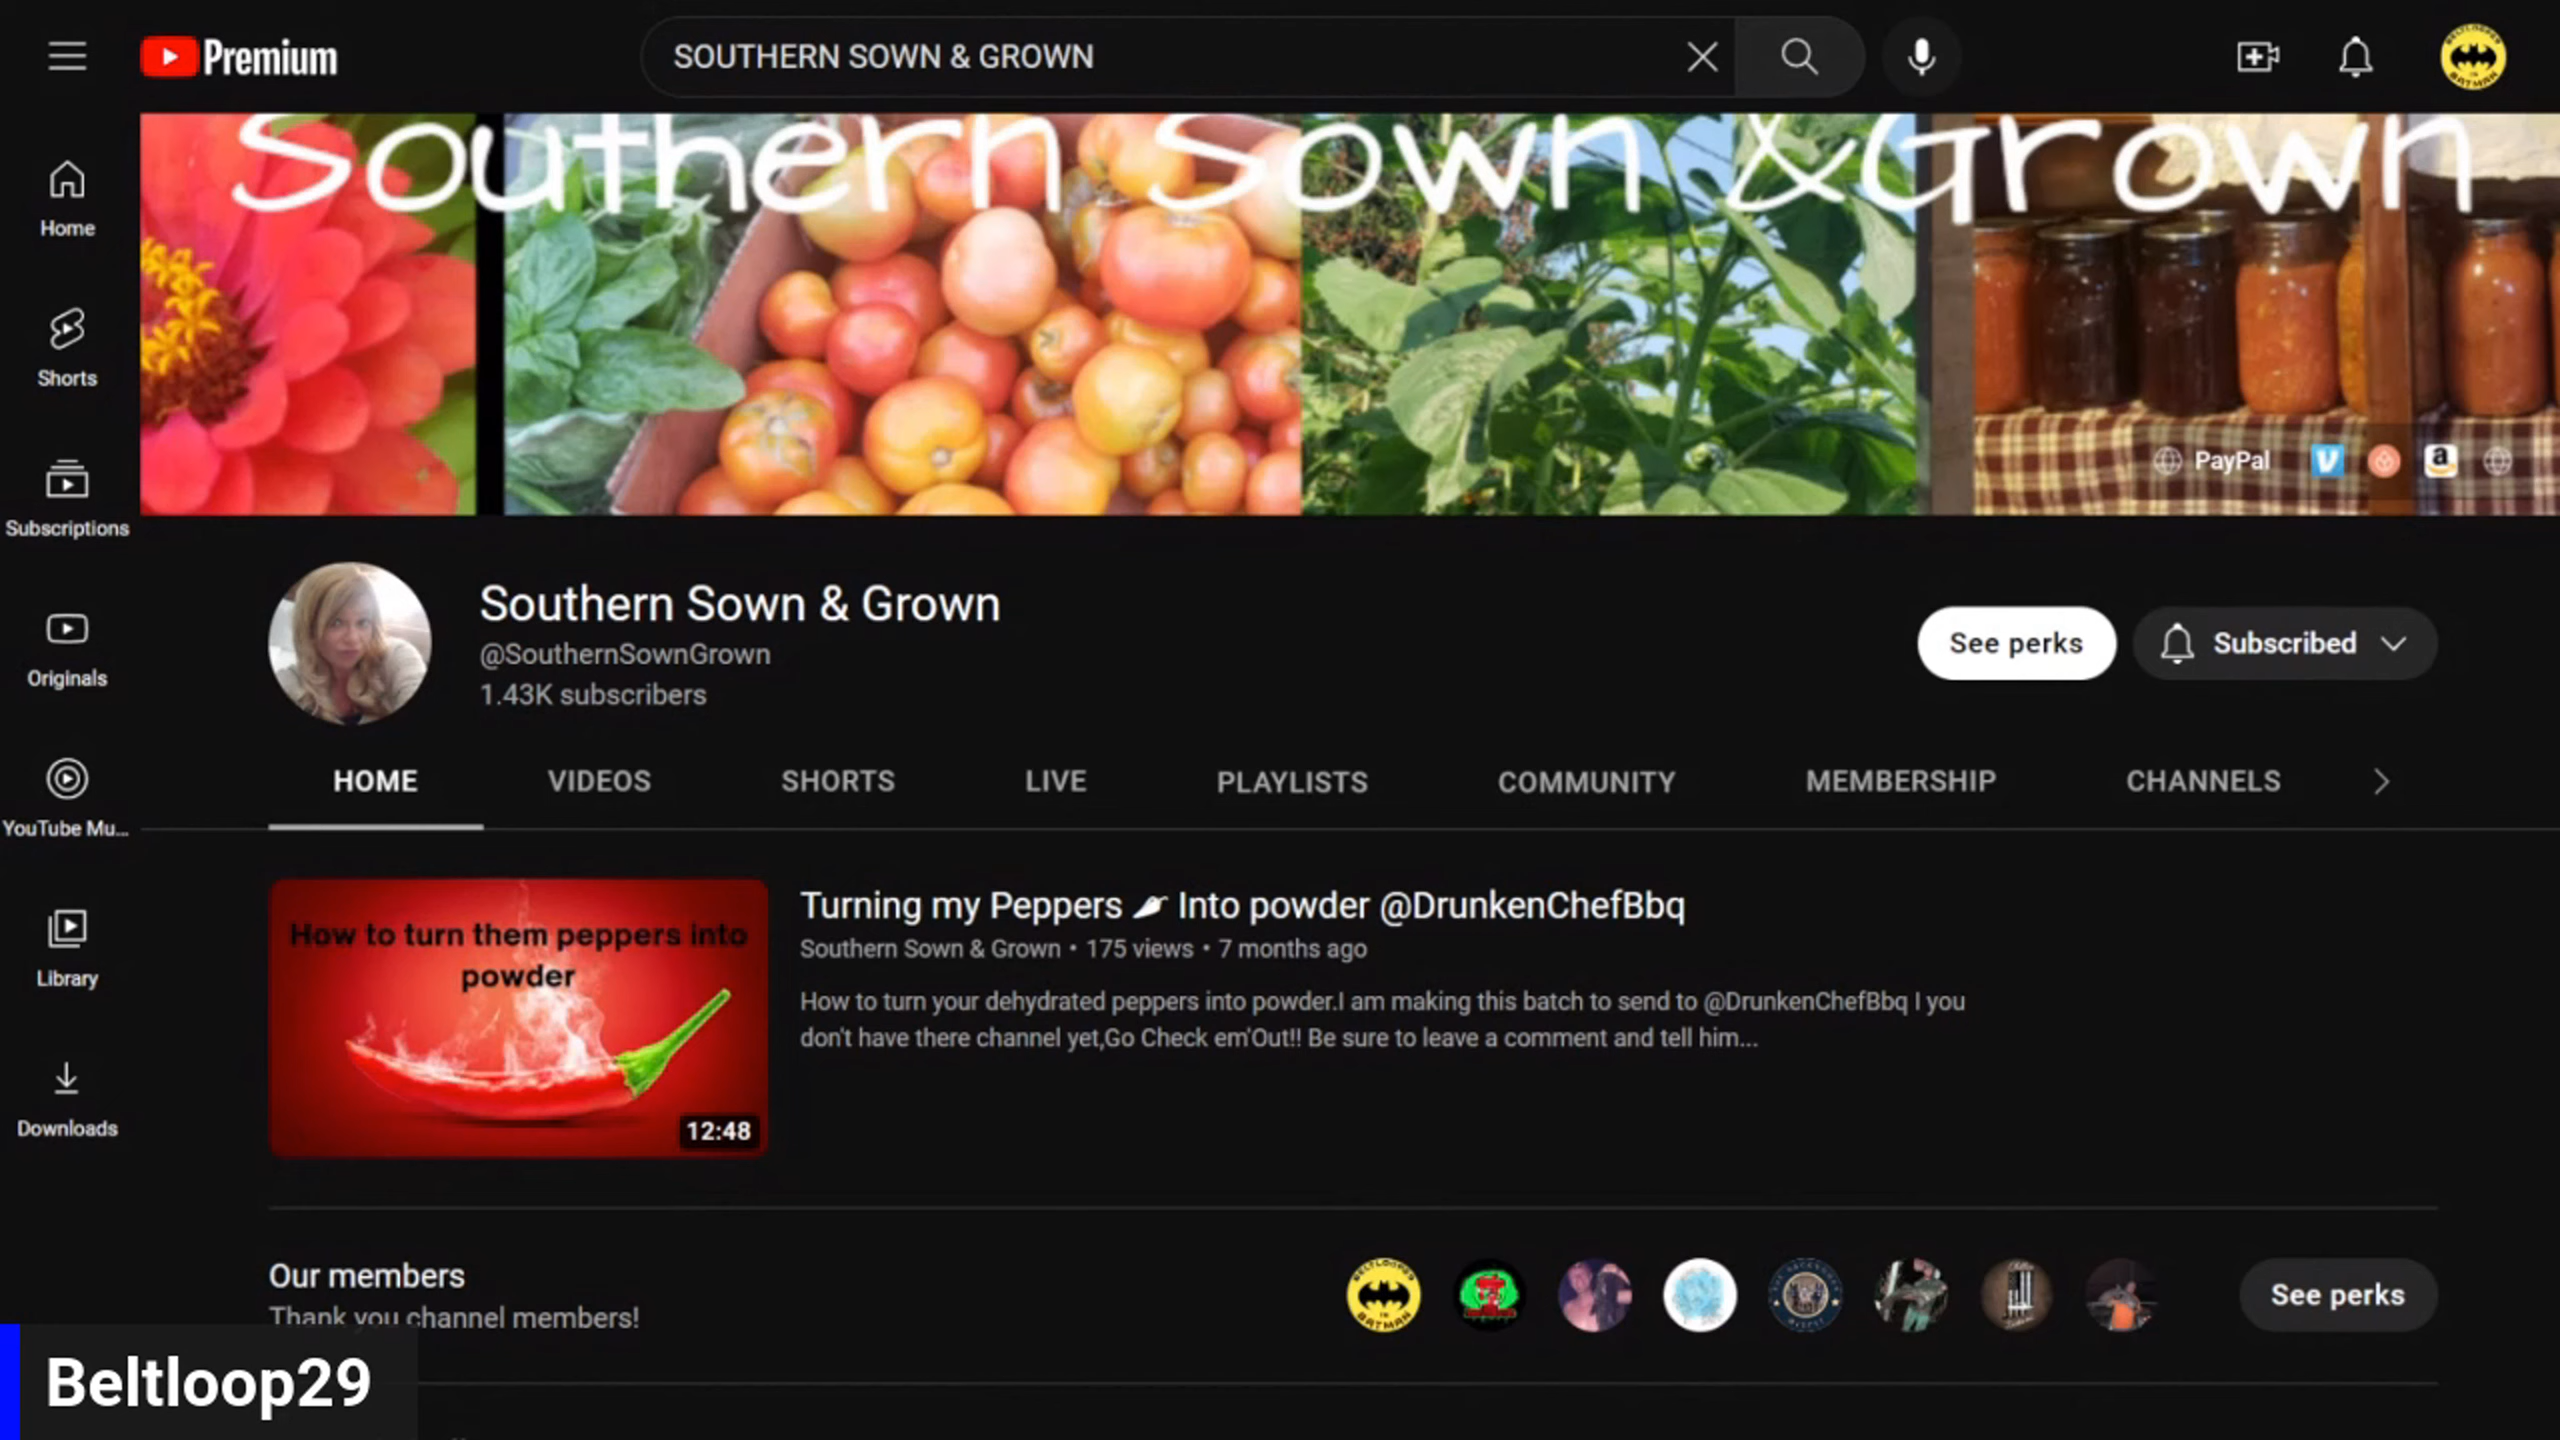 Premium
SOUTHERN SOWN & GROWN
Southern Sown &Grown
Home
Shorts
Subscriptions
Originals
YouTube Mu...
Library
Downloads
PayPal
Southern Sown & Grown
@SouthernSownGrown
1.43K subscribers
See perks
Subscribed
HOME
VIDEOS
SHORTS
LIVE
PLAYLISTS
COMMUNITY
MEMBERSHIP
CHANNELS
How to turn them peppers into
powder
12:48
Turning my Peppers 🌶 Into powder @DrunkenChefBbq
Southern Sown & Grown • 175 views • 7 months ago
How to turn your dehydrated peppers into powder.I am making this batch to send to @DrunkenChefBbq I you
don't have there channel yet,Go Check em'Out!! Be sure to leave a comment and tell him...
Our members
Thank you channel members!
See perks
Beltloop29